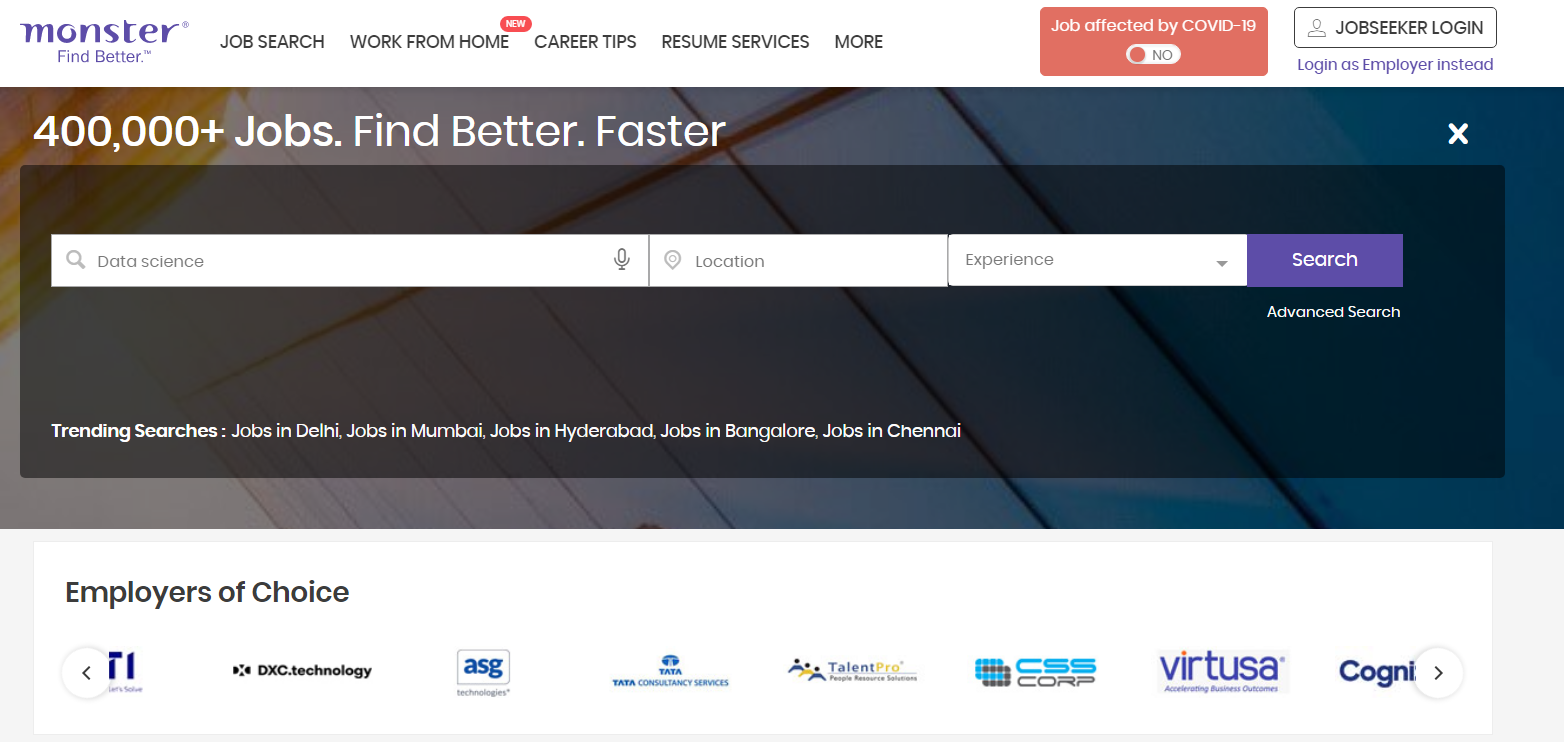 monster®
Find Better.™
JOB SEARCH
WORK FROM HOME
NEW
CAREER TIPS
RESUME SERVICES
MORE
Job affected by COVID-19
NO
JOBSEEKER LOGIN
Login as Employer instead
400,000+ Jobs. Find Better. Faster
Data science
Location
Experience
Search
Advanced Search
Trending Searches : Jobs in Delhi, Jobs in Mumbai, Jobs in Hyderabad, Jobs in Bangalore, Jobs in Chennai
Employers of Choice
TI
Let's Solve
DXC.technology
asg
technologies®
TATA
TATA CONSULTANCY SERVICES
TalentPro®
People Resource Solutions
CSS
CORP
virtusa®
Accelerating Business Outcomes
Cogni